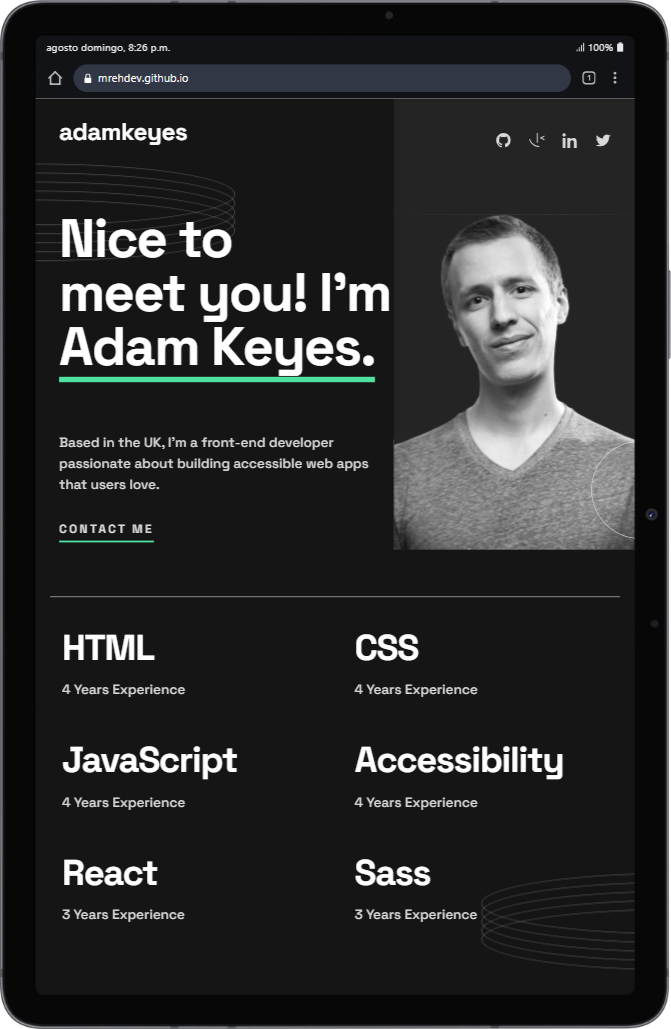 agosto domingo, 8:26 p.m.
100%
mrehdev.github.io
1
adamkeyes
Nice to
meet you! I’m
Adam Keyes.
Based in the UK, I’m a front-end developer
passionate about building accessible web apps
that users love.
CONTACT ME
HTML
CSS
4 Years Experience
4 Years Experience
JavaScript
Accessibility
4 Years Experience
4 Years Experience
React
Sass
3 Years Experience
3 Years Experience